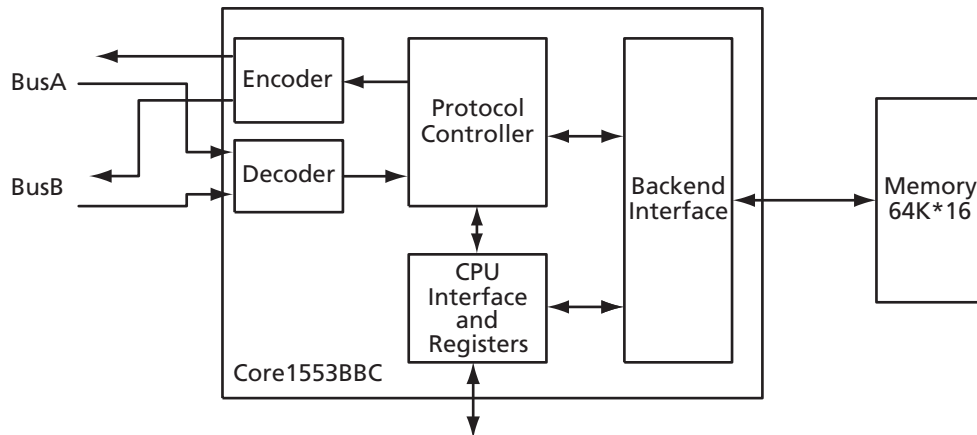 BusA
BusB
Encoder
Decoder
Protocol
Controller
CPU
Interface
and
Registers
Backend
Interface
Memory
64K*16
Core1553BBC